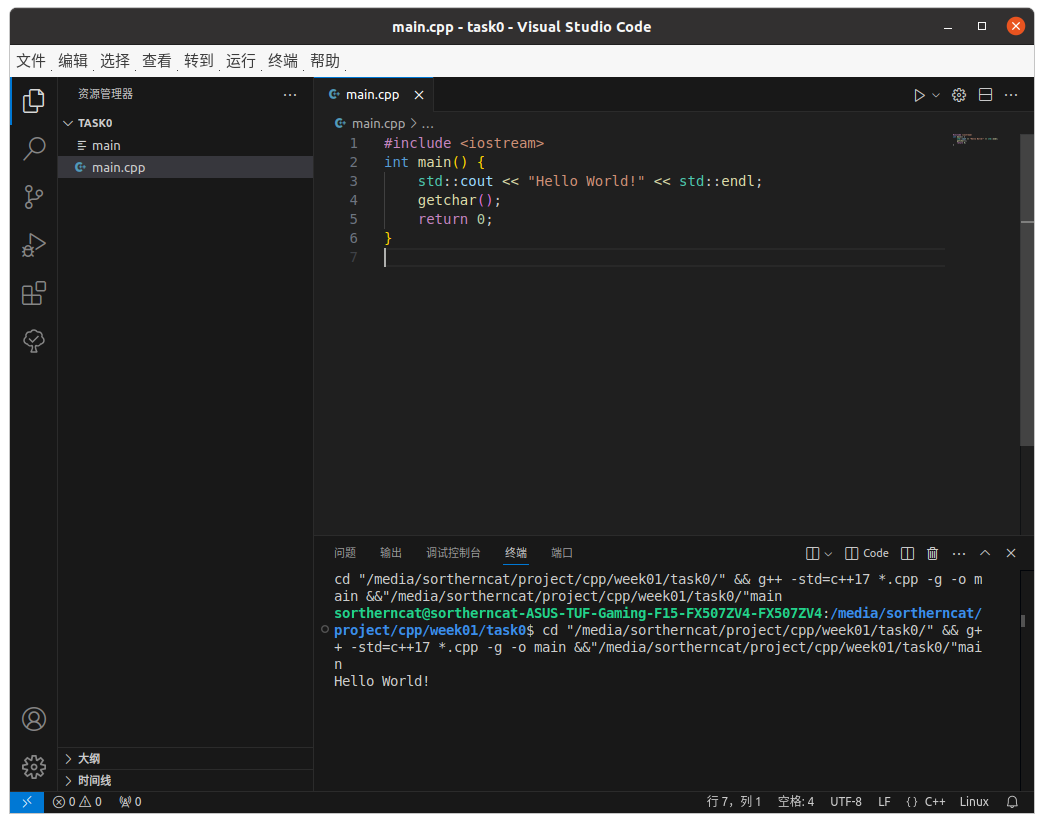 main.cpp - task0 - Visual Studio Code
文件 编辑 选择 查看 转到 运行 终端 帮助
资源管理器
TASK0
main
main.cpp
main.cpp
main.cpp > ...
1 #include <iostream>
2 int main() {
3     std::cout << "Hello World!" << std::endl;
4     getchar();
5     return 0;
6 }
7
问题 输出 调试控制台 终端 端口
Code
cd "/media/sortherncat/project/cpp/week01/task0/" && g++ -std=c++17 *.cpp -g -o m
ain &&"/media/sortherncat/project/cpp/week01/task0/"main
sortherncat@sortherncat-ASUS-TUF-Gaming-F15-FX507ZV4-FX507ZV4:/media/sortherncat/
project/cpp/week01/task0$ cd "/media/sortherncat/project/cpp/week01/task0/" && g+
+ -std=c++17 *.cpp -g -o main &&"/media/sortherncat/project/cpp/week01/task0/"mai
n
Hello World!
大纲
时间线
0 0 0 行 7，列 1 空格: 4 UTF-8 LF {} C++ Linux